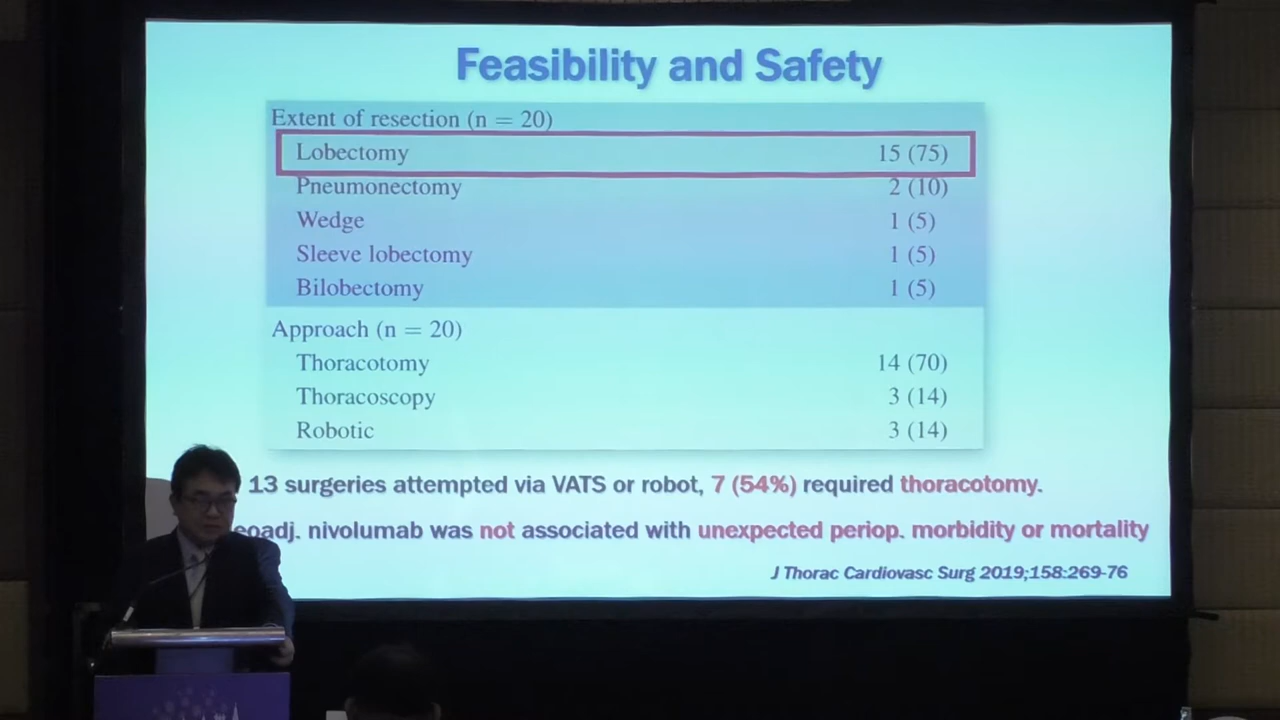 Feasibility and Safety
Extent of resection (n = 20)
Lobectomy 15 (75)
Pneumonectomy 2 (10)
Wedge 1 (5)
Sleeve lobectomy 1 (5)
Bilobectomy 1 (5)
Approach (n = 20)
Thoracotomy 14 (70)
Thoracoscopy 3 (14)
Robotic 3 (14)
13 surgeries attempted via VATS or robot, 7 (54%) required thoracotomy.
eoadj. nivolumab was not associated with unexpected periop. morbidity or mortality
J Thorac Cardiovasc Surg 2019;158:269-76